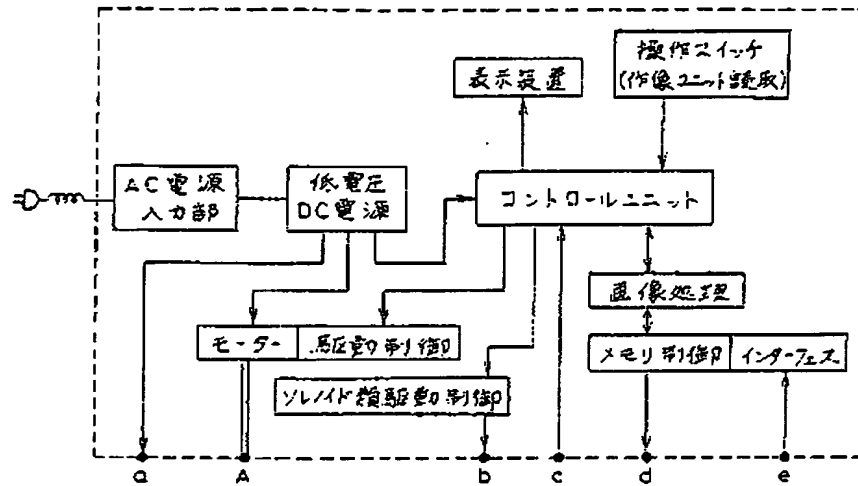 操作スイッチ
(作像ユニット読取)
表示装置
AC電源
入力部
低電圧
DC電源
コントロールユニット
画像処理
モーター
駆動制御
メモリ制御
インターフェス
ソレノイド類駆動制御
a
A
b
c
d
e